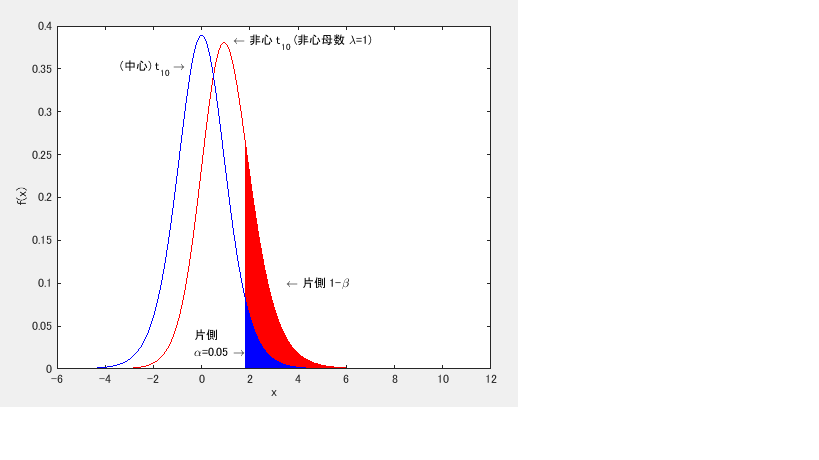 0.4
← 非心 t10(非心母数 λ=1)
0.35
(中心) t10 →
0.3
0.25
f(x)
0.2
0.15
0.1
← 片側 1-β
0.05
片側
α=0.05 →
0
-6 -4 -2 0 2 4 6 8 10 12
x